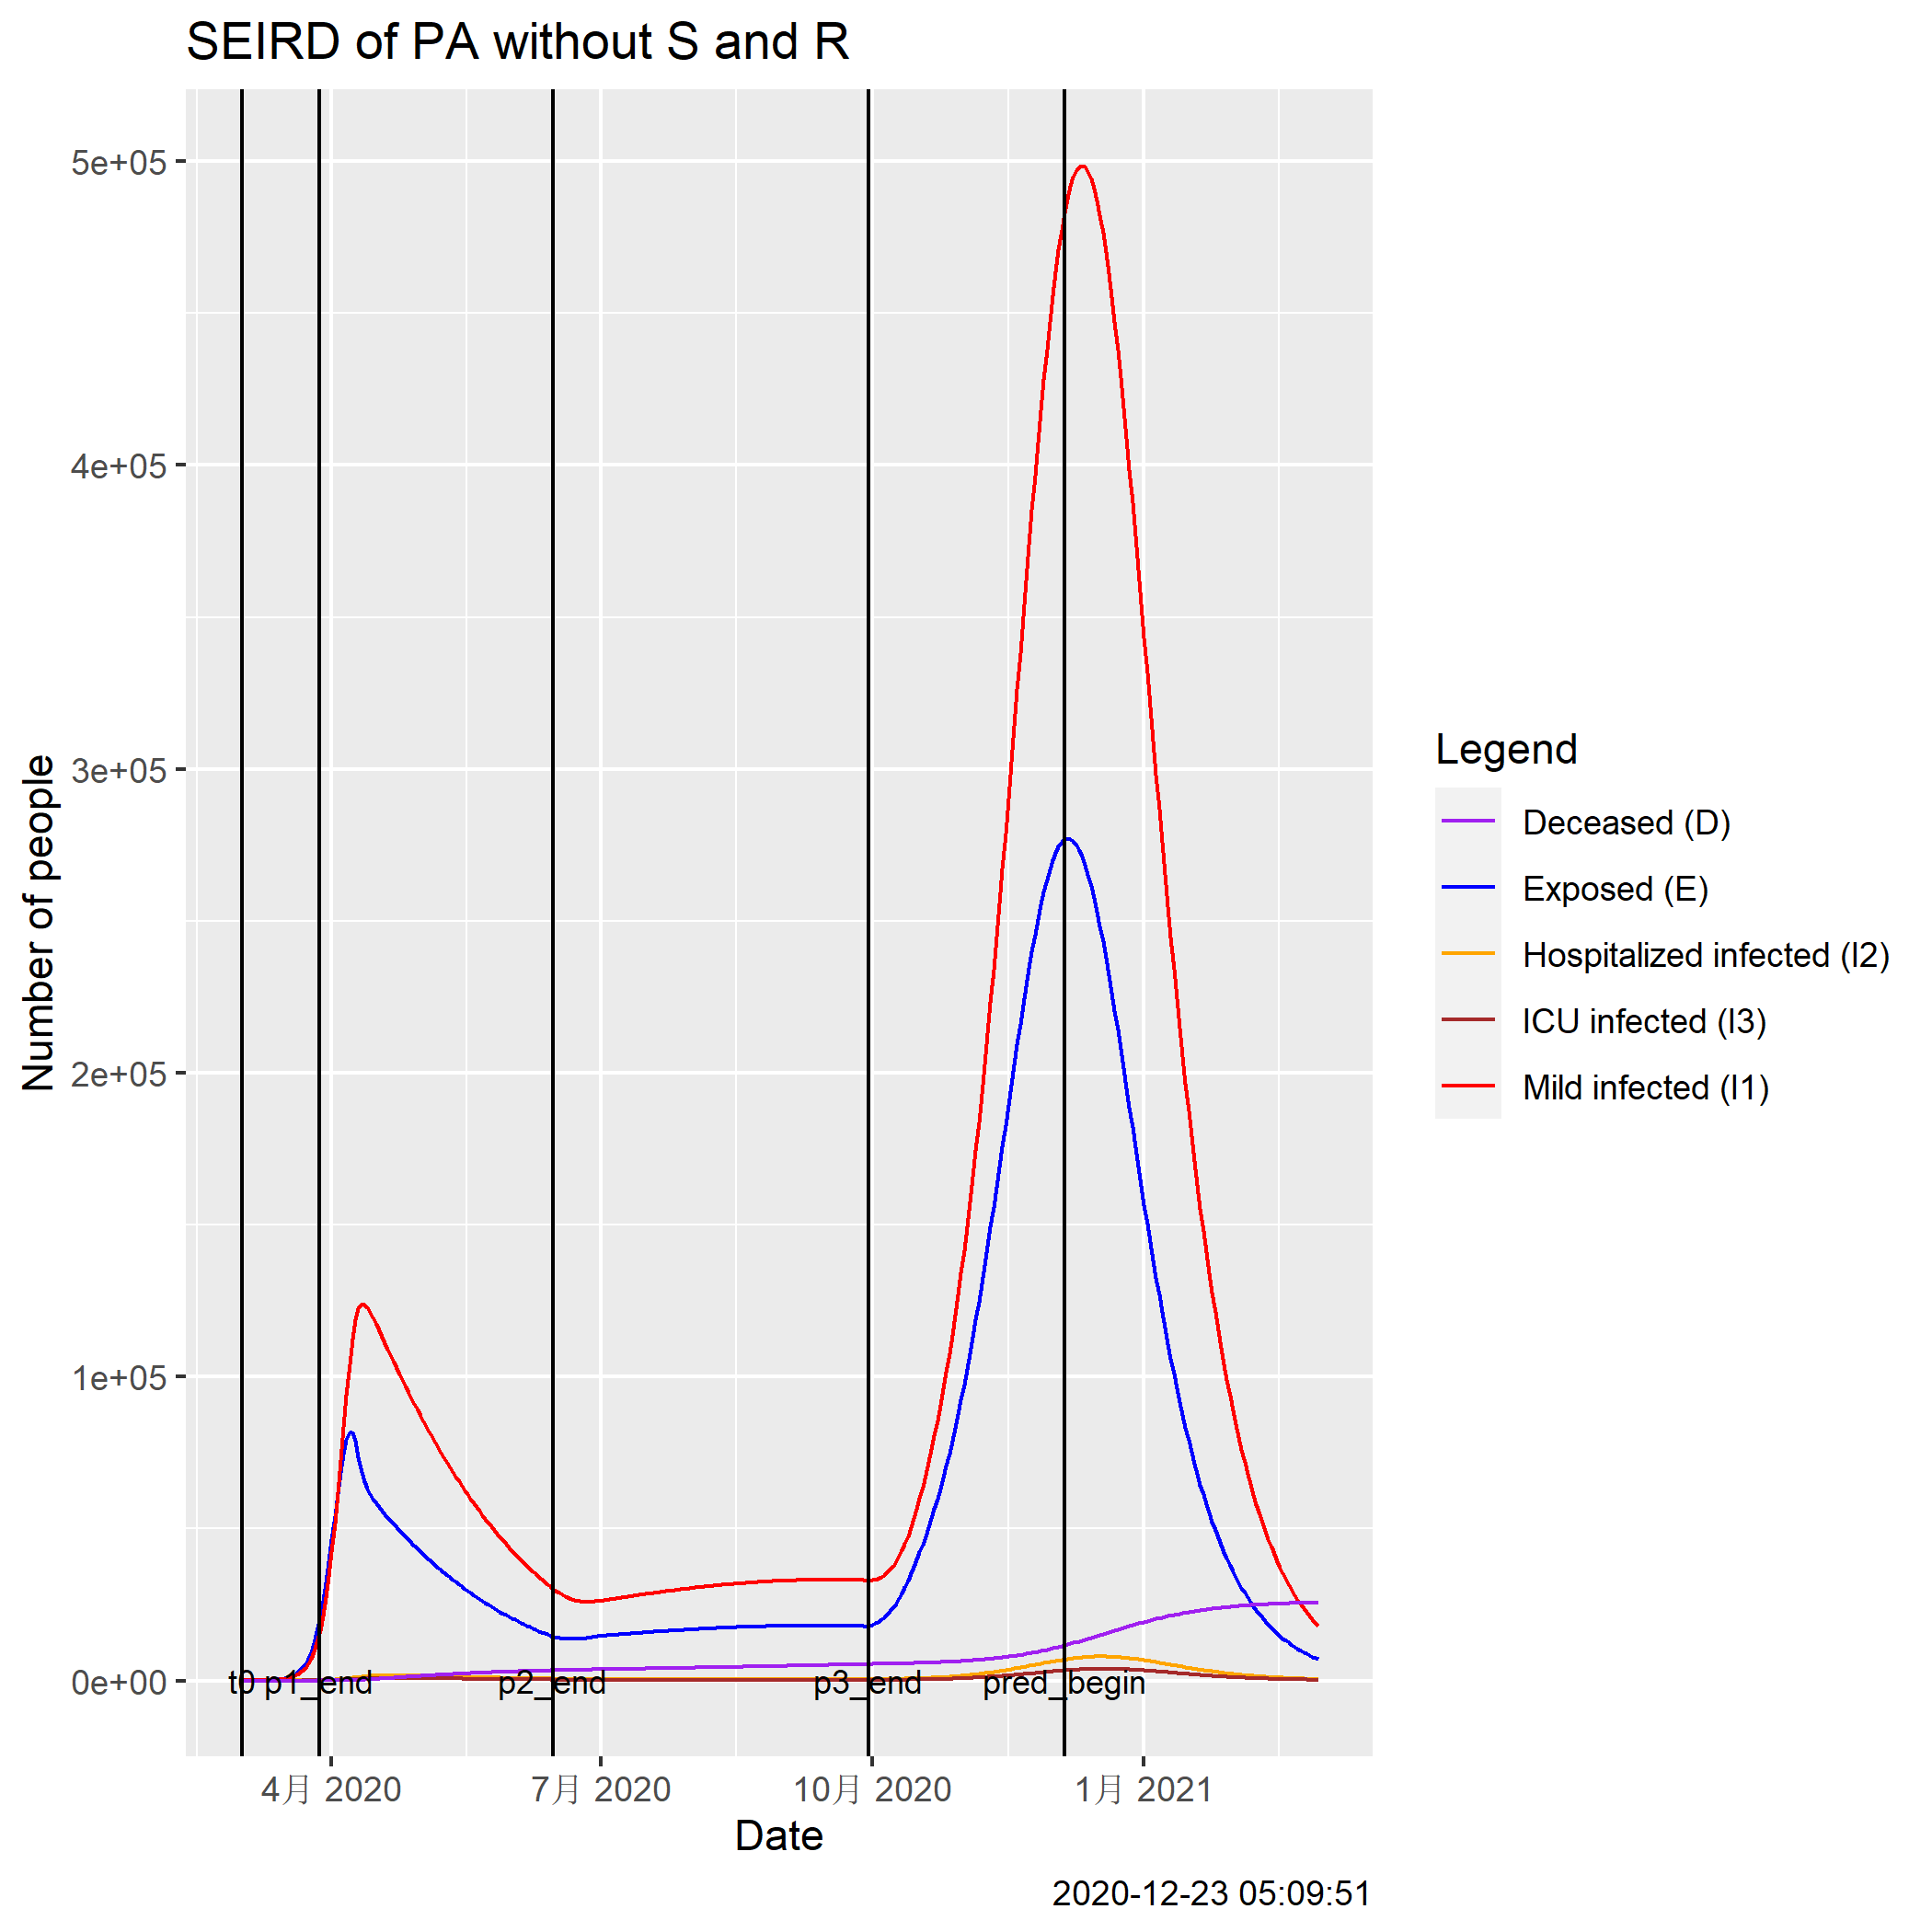 SEIRD of PA without S and R
Number of people
5e+05
4e+05
3e+05
2e+05
1e+05
0e+00
t0 p1_end p2_end p3_end pred_begin
4月 2020 7月 2020 10月 2020 1月 2021
Date
2020-12-23 05:09:51
Legend
Deceased (D)
Exposed (E)
Hospitalized infected (I2)
ICU infected (I3)
Mild infected (I1)